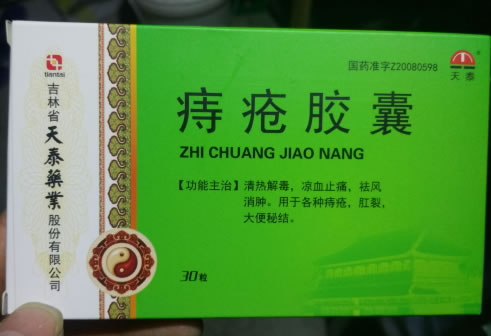 tiantai
吉林省天泰藥業股份有限公司
国药准字Z20080598
天泰
痔疮胶囊
ZHI CHUANG JIAO NANG
【功能主治】清热解毒，凉血止痛，祛风
消肿。用于各种痔疮，肛裂，
大便秘结。
30粒